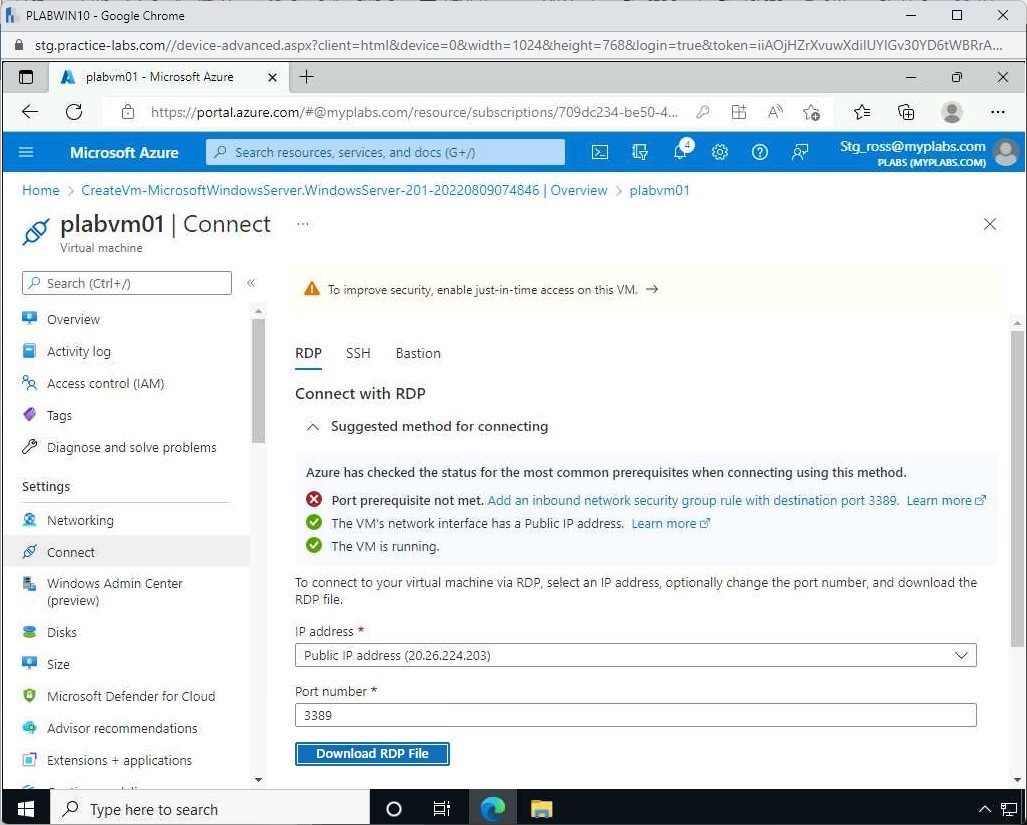 PLABWIN10 - Google Chrome
stg.practice-labs.com//device-advanced.aspx?client=html&device=0&width=1024&height=768&login=true&token=iiAOjHZrXvuwXdiIUYIGv30YD6tWBRrA...
plabvm01 - Microsoft Azure
https://portal.azure.com/#@myplabs.com/resource/subscriptions/709dc234-be50-4...
Microsoft Azure
Search resources, services, and docs (G+/)
4
Stg_ross@myplabs.com
PLABS (MYPLABS.COM)
Home > CreateVm-MicrosoftWindowsServer.WindowsServer-201-20220809074846 | Overview > plabvm01
plabvm01 | Connect ...
Virtual machine
Search (Ctrl+/)
«
Overview
Activity log
Access control (IAM)
Tags
Diagnose and solve problems
Settings
Networking
Connect
Windows Admin Center
(preview)
Disks
Size
Microsoft Defender for Cloud
Advisor recommendations
Extensions + applications
To improve security, enable just-in-time access on this VM. →
RDP SSH Bastion
Connect with RDP
Suggested method for connecting
Azure has checked the status for the most common prerequisites when connecting using this method.
Port prerequisite not met. Add an inbound network security group rule with destination port 3389. Learn more
The VM's network interface has a Public IP address. Learn more
The VM is running.
To connect to your virtual machine via RDP, select an IP address, optionally change the port number, and download the
RDP file.
IP address *
Public IP address (20.26.224.203)
Port number *
3389
Download RDP File
Type here to search